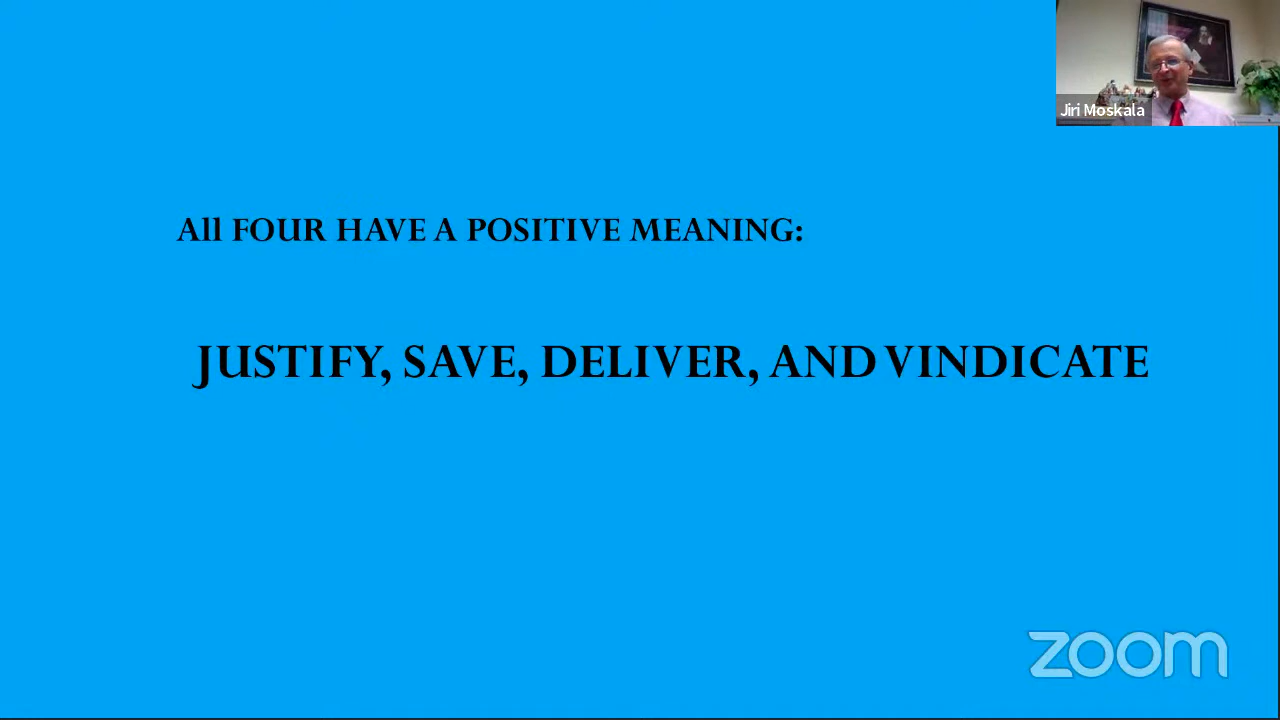 Jiri Moskala
All FOUR HAVE A POSITIVE MEANING:
JUSTIFY, SAVE, DELIVER, AND VINDICATE
zoom